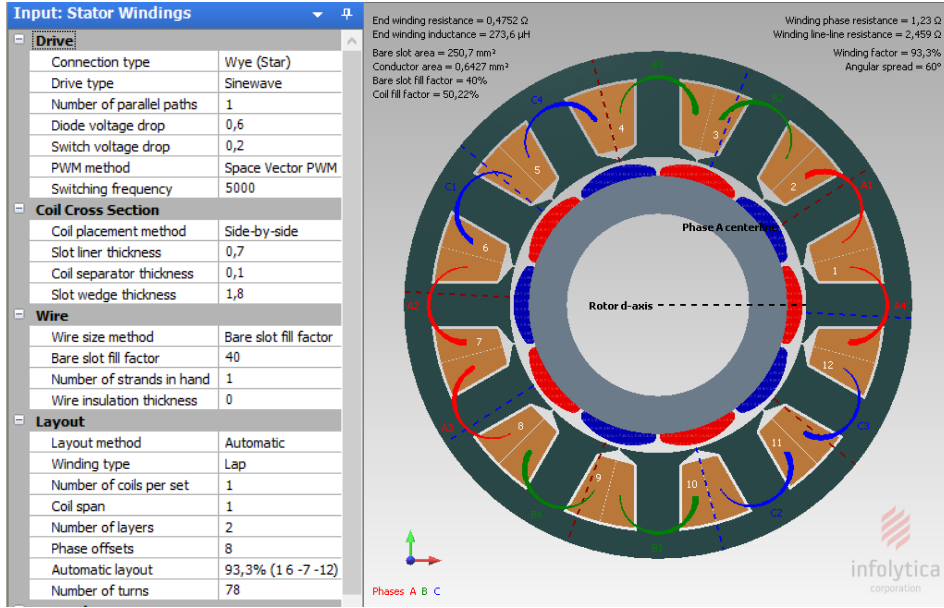 Input: Stator Windings
Drive
Connection type Wye (Star)
Drive type Sinewave
Number of parallel paths 1
Diode voltage drop 0,6
Switch voltage drop 0,2
PWM method Space Vector PWM
Switching frequency 5000
Coil Cross Section
Coil placement method Side-by-side
Slot liner thickness 0,7
Coil separator thickness 0,1
Slot wedge thickness 1,8
Wire
Wire size method Bare slot fill factor
Bare slot fill factor 40
Number of strands in hand 1
Wire insulation thickness 0
Layout
Layout method Automatic
Winding type Lap
Number of coils per set 1
Coil span 1
Number of layers 2
Phase offsets 8
Automatic layout 93,3% (1 6 -7 -12)
Number of turns 78
End winding resistance = 0,4752 Ω
End winding inductance = 273,6 µH
Bare slot area = 250,7 mm²
Conductor area = 0,6427 mm²
Bare slot fill factor = 40%
Coil fill factor = 50,22%
Winding phase resistance = 1,23 Ω
Winding line-line resistance = 2,459 Ω
Winding factor = 93,3%
Angular spread = 60°
B3
B2
C4
4
3
5
2
C1
A1
Phase A centerline
6
1
A2
Rotor d-axis
A4
7
12
A3
C3
8
11
9
10
B4
C2
B1
Phases A B C
infolytica
corporation